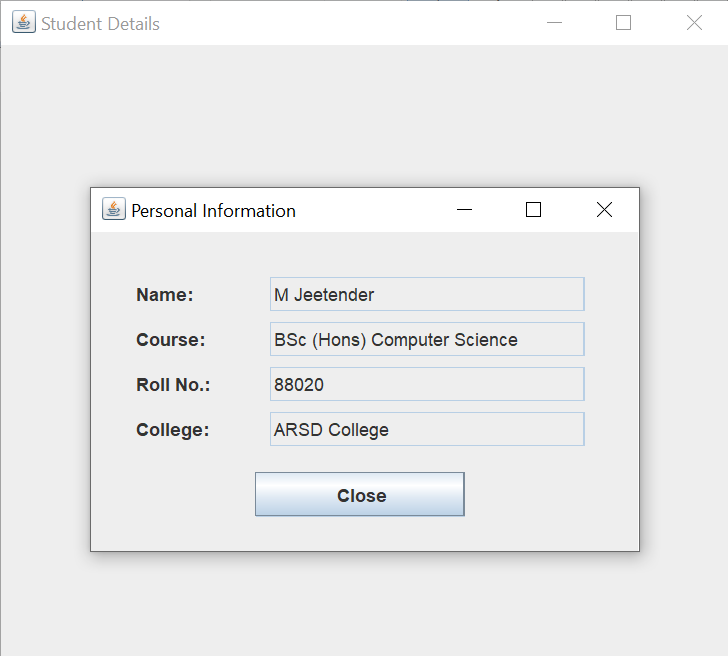 Student Details
Personal Information
Name: M Jeetender
Course: BSc (Hons) Computer Science
Roll No.: 88020
College: ARSD College
Close